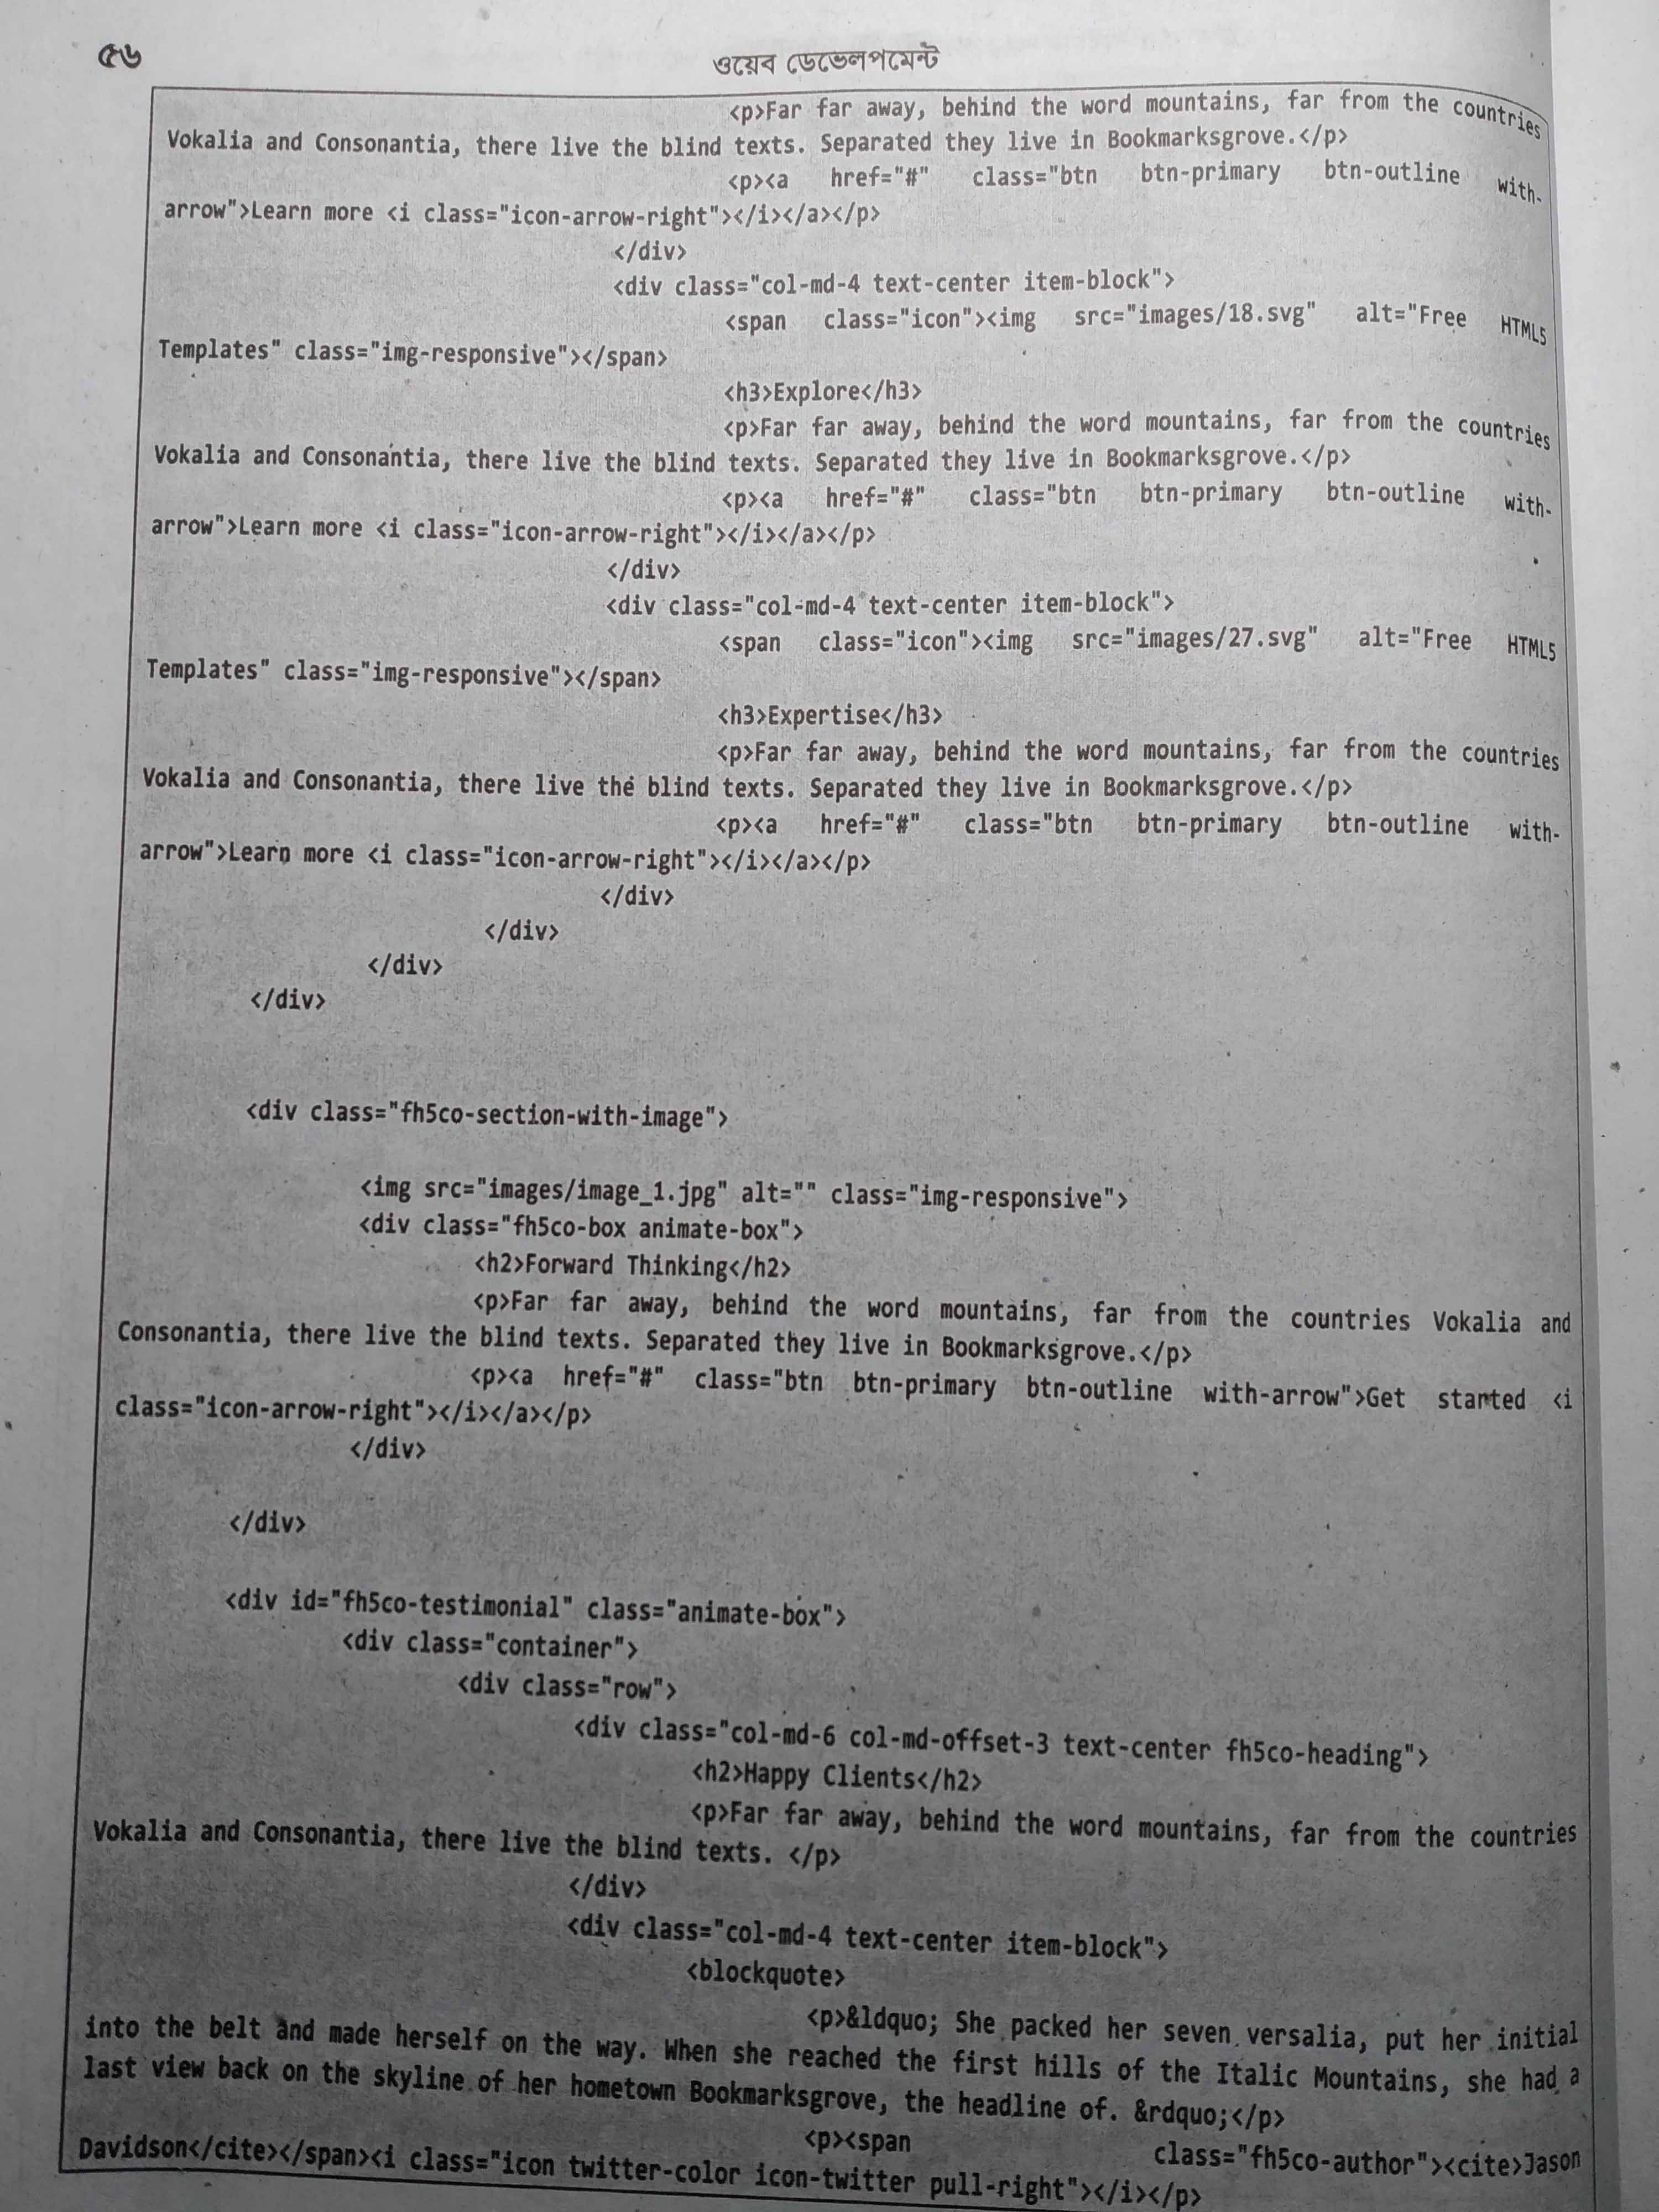 ৫৬
ওয়েব ডেভেলপমেন্ট
<p>Far far away, behind the word mountains, far from the countries
Vokalia and Consonantia, there live the blind texts. Separated they live in Bookmarksgrove.</p>
<p><a href="#" class="btn btn-primary btn-outline with-
arrow">Learn more <i class="icon-arrow-right"></i></a></p>
</div>
<div class="col-md-4 text-center item-block">
<span class="icon"><img src="images/18.svg" alt="Free HTML5
Templates" class="img-responsive"></span>
<h3>Explore</h3>
<p>Far far away, behind the word mountains, far from the countries
Vokalia and Consonantia, there live the blind texts. Separated they live in Bookmarksgrove.</p>
<p><a href="#" class="btn btn-primary btn-outline with-
arrow">Learn more <i class="icon-arrow-right"></i></a></p>
</div>
<div class="col-md-4 text-center item-block">
<span class="icon"><img src="images/27.svg" alt="Free HTML5
Templates" class="img-responsive"></span>
<h3>Expertise</h3>
<p>Far far away, behind the word mountains, far from the countries
Vokalia and Consonantia, there live the blind texts. Separated they live in Bookmarksgrove.</p>
<p><a href="#" class="btn btn-primary btn-outline with-
arrow">Learn more <i class="icon-arrow-right"></i></a></p>
</div>
</div>
</div>
</div>
<div class="fh5co-section-with-image">
<img src="images/image_1.jpg" alt="" class="img-responsive">
<div class="fh5co-box animate-box">
<h2>Forward Thinking</h2>
<p>Far far away, behind the word mountains, far from the countries Vokalia and
Consonantia, there live the blind texts. Separated they live in Bookmarksgrove.</p>
<p><a href="#" class="btn btn-primary btn-outline with-arrow">Get started <i
class="icon-arrow-right"></i></a></p>
</div>
</div>
<div id="fh5co-testimonial" class="animate-box">
<div class="container">
<div class="row">
<div class="col-md-6 col-md-offset-3 text-center fh5co-heading">
<h2>Happy Clients</h2>
<p>Far far away, behind the word mountains, far from the countries
Vokalia and Consonantia, there live the blind texts. </p>
</div>
<div class="col-md-4 text-center item-block">
<blockquote>
<p>&ldquo; She packed her seven versalia, put her initial
into the belt and made herself on the way. When she reached the first hills of the Italic Mountains, she had a
last view back on the skyline of her hometown Bookmarksgrove, the headline of. &rdquo;</p>
<p><span class="fh5co-author"><cite>Jason
Davidson</cite></span><i class="icon twitter-color icon-twitter pull-right"></i></p>